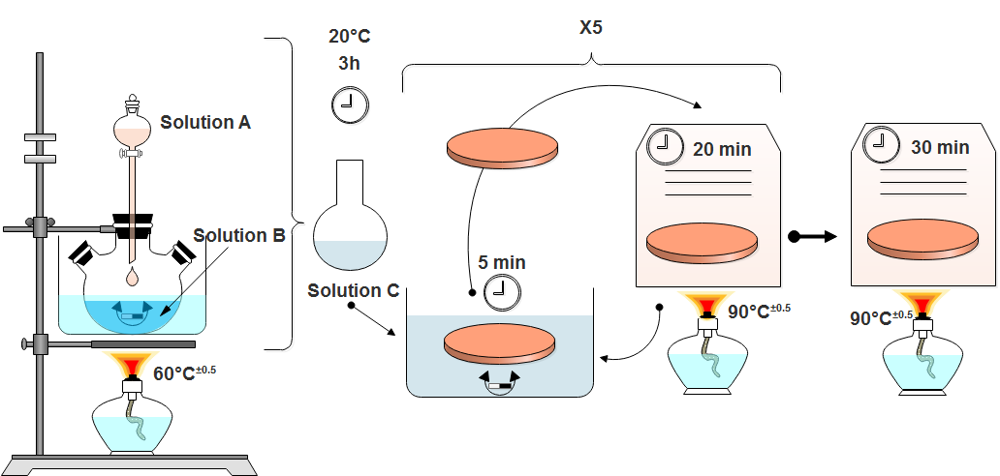 Solution A
Solution B
60°C±0.5
20°C
3h
Solution C
X5
5 min
20 min
90°C±0.5
30 min
90°C±0.5